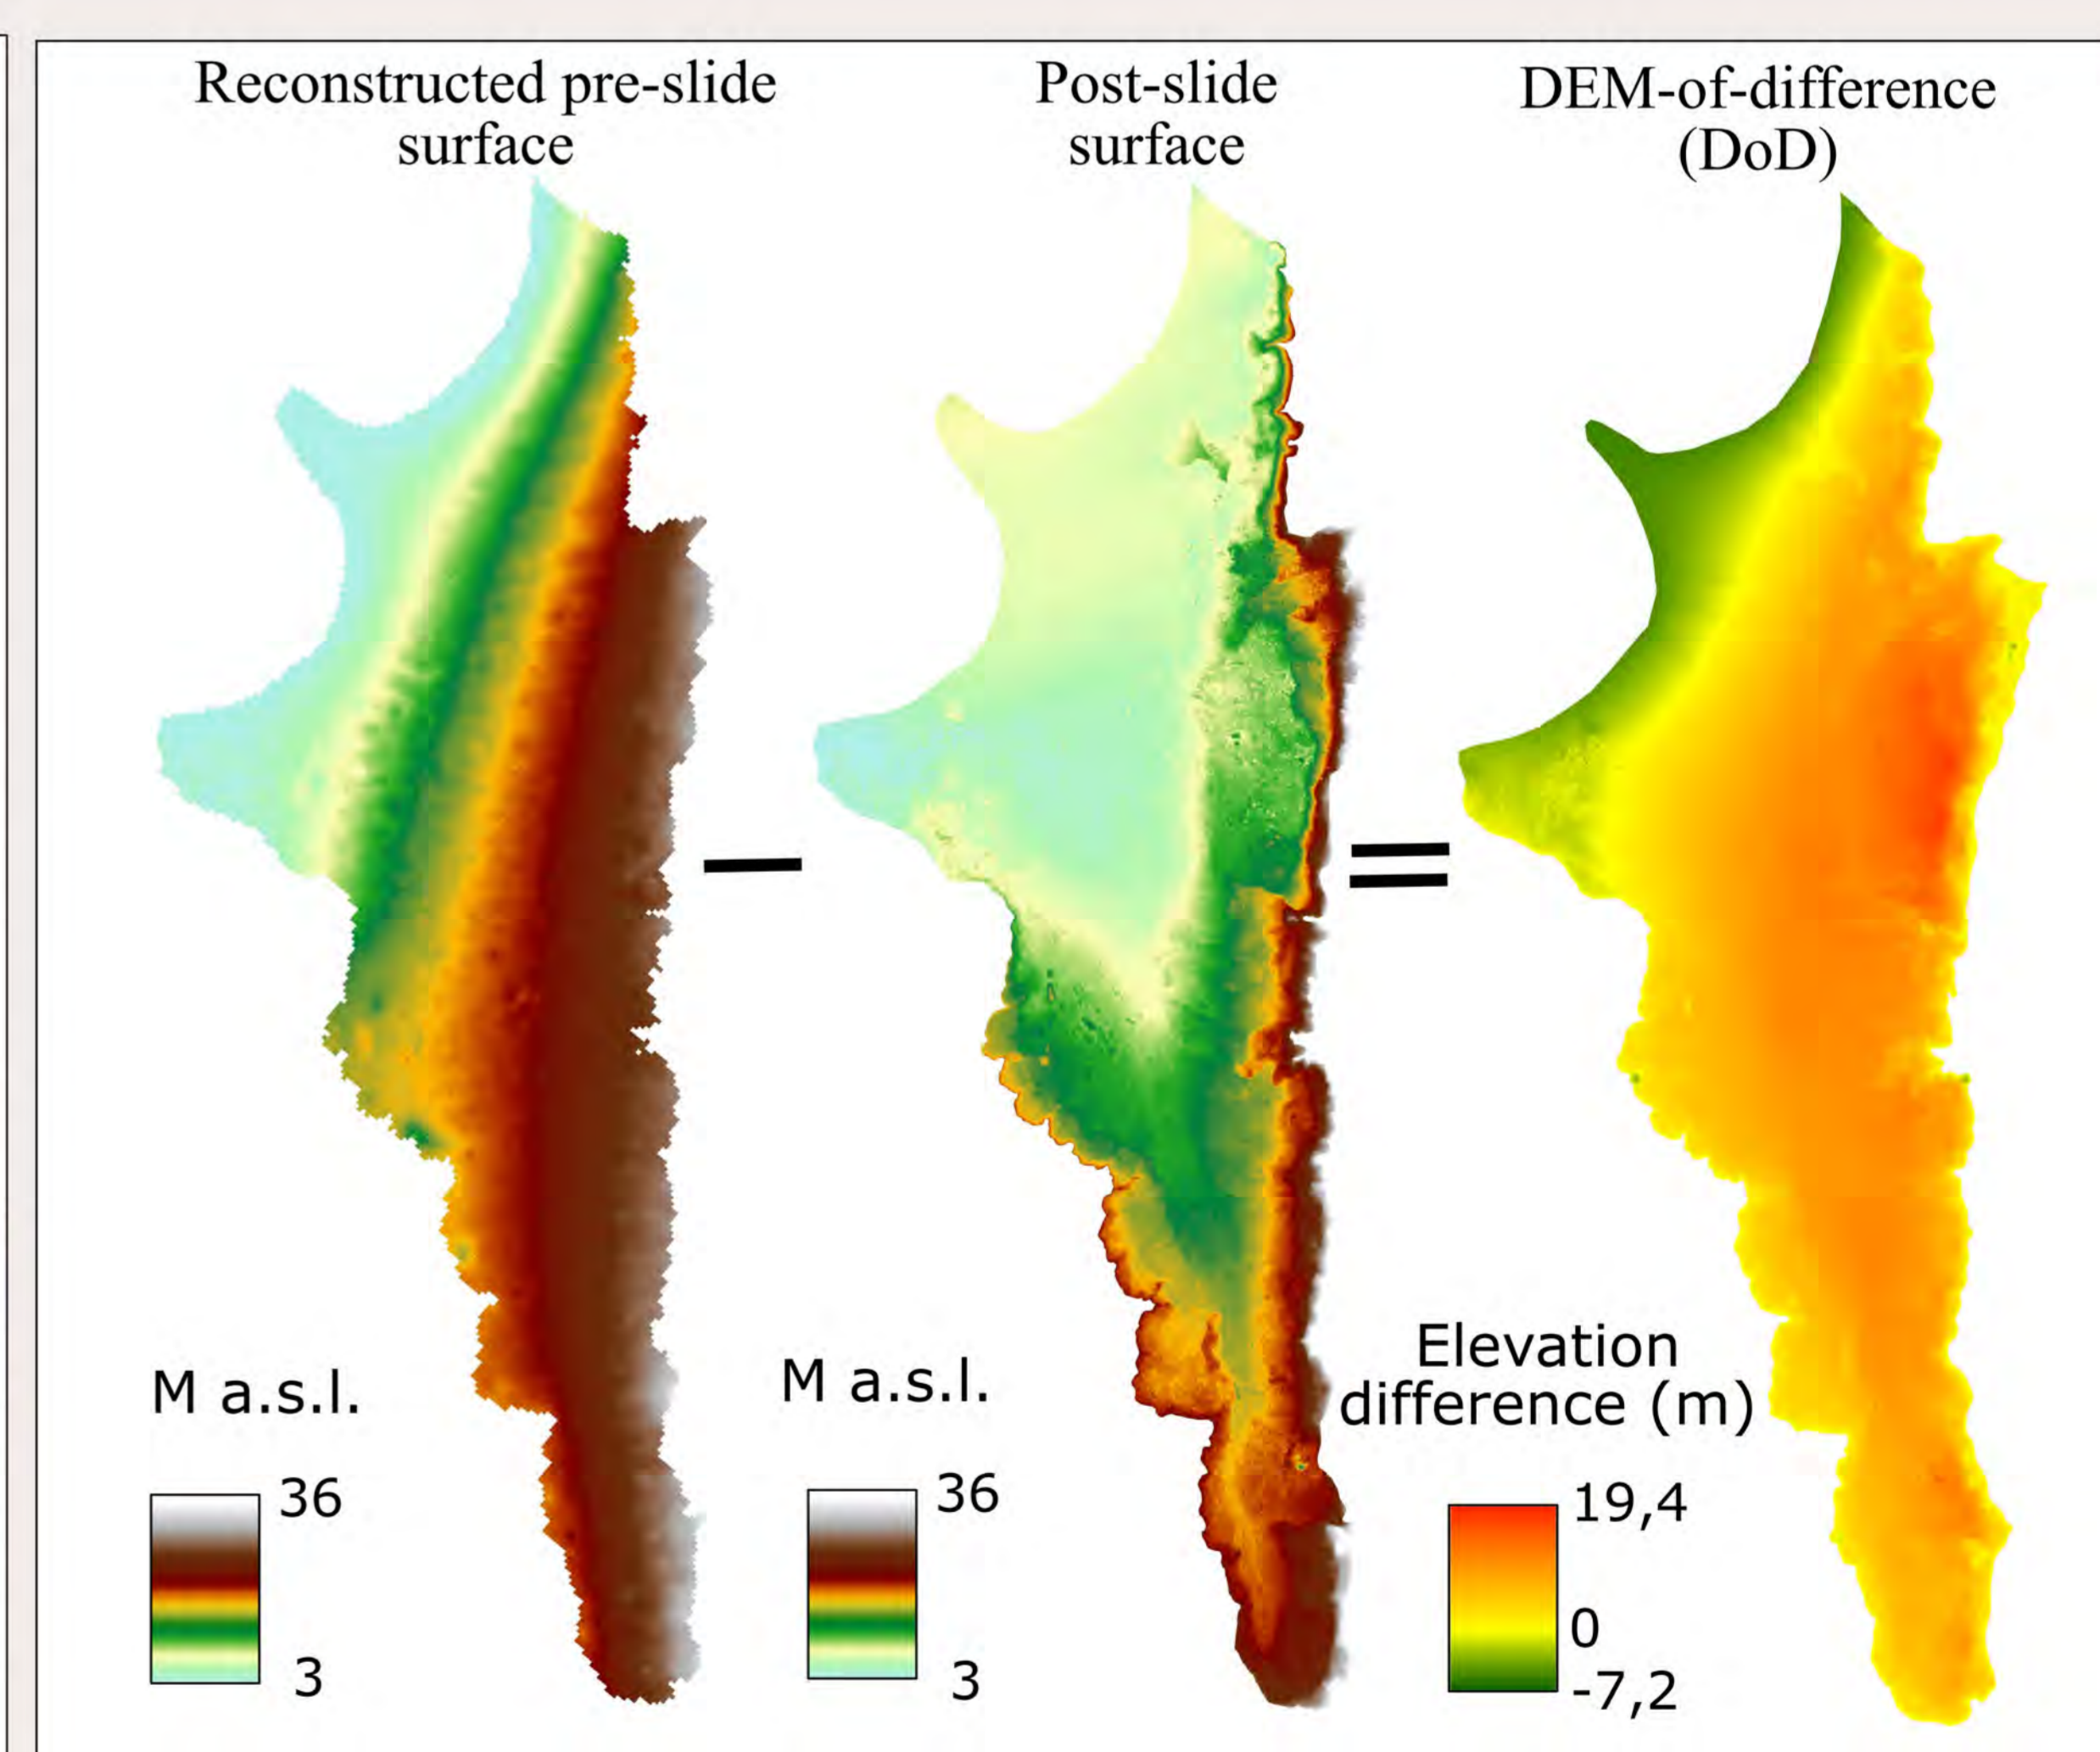 Reconstructed pre-slide
surface
Post-slide
surface
DEM-of-difference
(DoD)
M a.s.l.
36
3
M a.s.l.
36
3
Elevation
difference (m)
19,4
0
-7,2